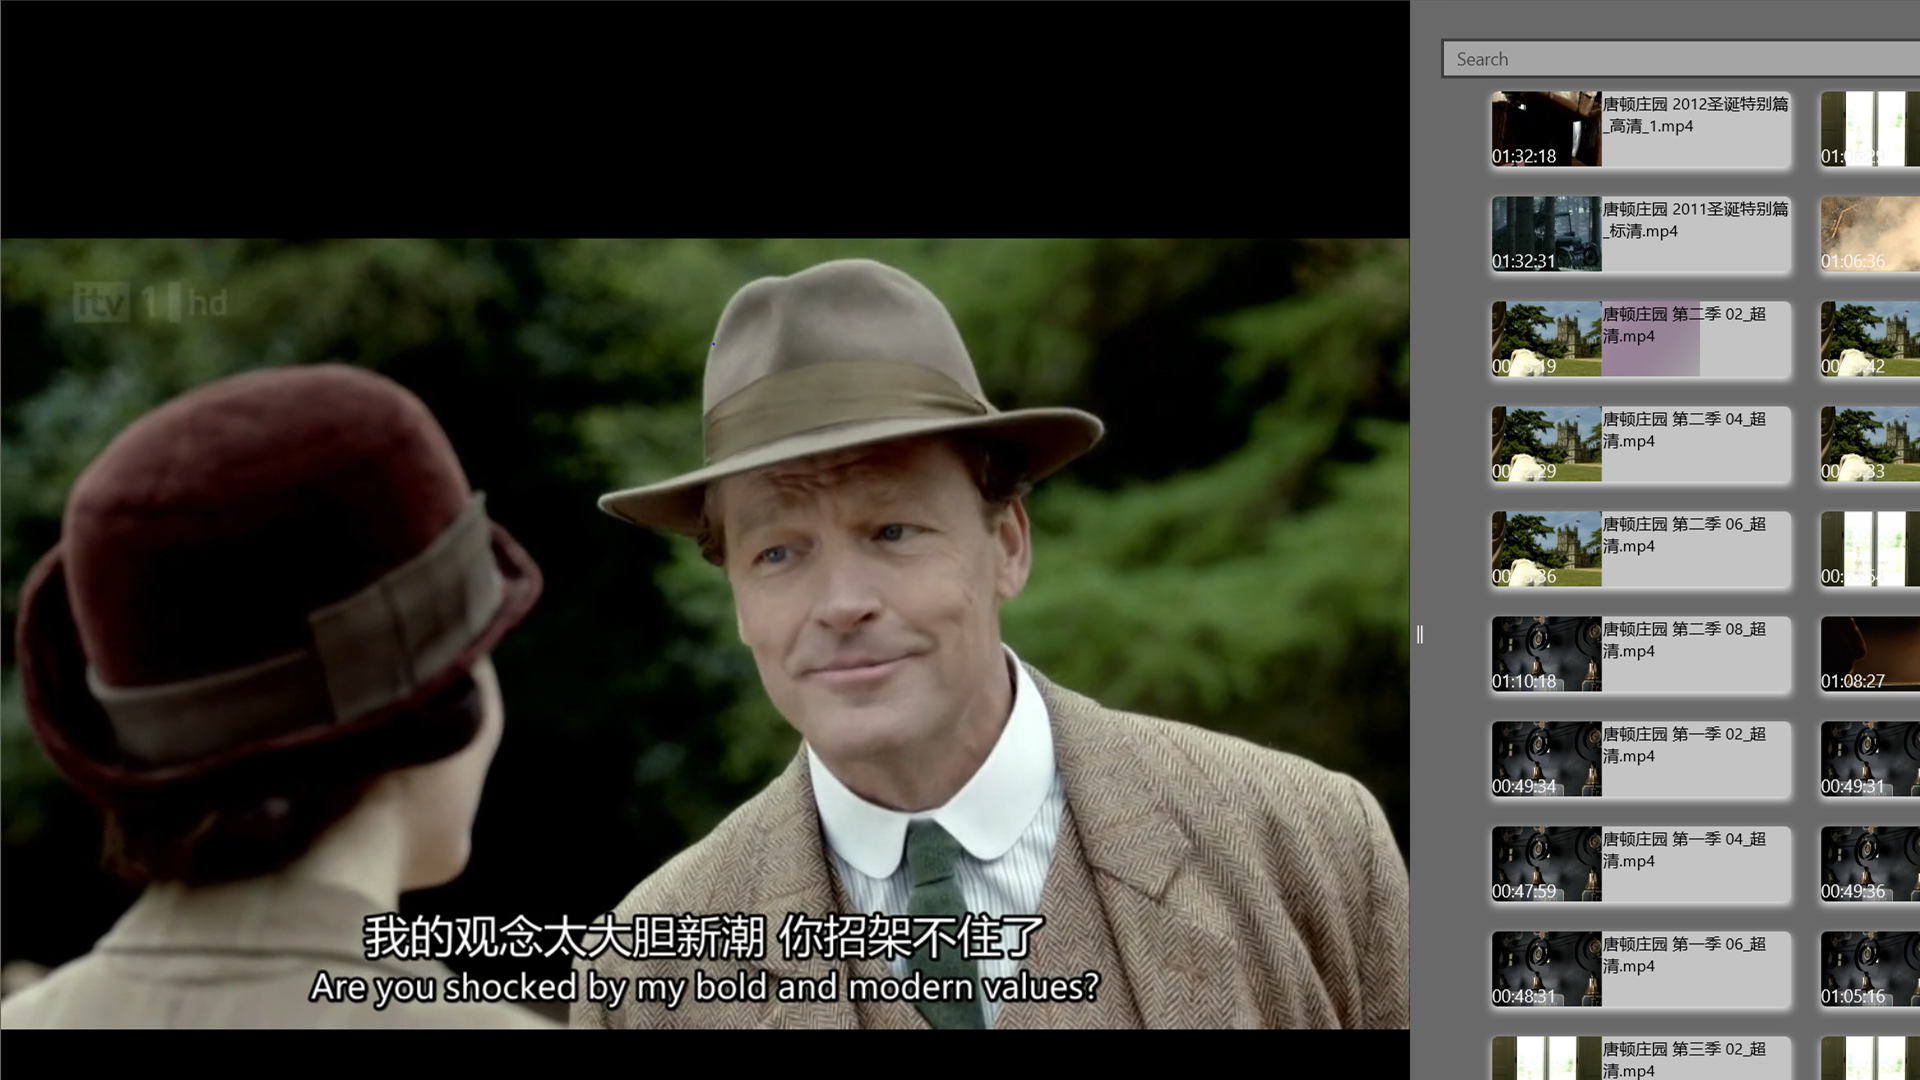 itv 1 hd
我的观念太大胆新潮 你招架不住了
Are you shocked by my bold and modern values?
Search
唐顿庄园 2012圣诞特别篇
_高清_1.mp4
01:32:18
唐顿庄园 2011圣诞特别篇
_标清.mp4
01:32:31
01:06:36
唐顿庄园 第二季 02_超
清.mp4
唐顿庄园 第二季 04_超
清.mp4
唐顿庄园 第二季 06_超
清.mp4
唐顿庄园 第二季 08_超
清.mp4
01:10:18
01:08:27
唐顿庄园 第一季 02_超
清.mp4
00:49:34
00:49:31
唐顿庄园 第一季 04_超
清.mp4
00:47:59
00:49:36
唐顿庄园 第一季 06_超
清.mp4
00:48:31
01:05:16
唐顿庄园 第三季 02_超
清.mp4